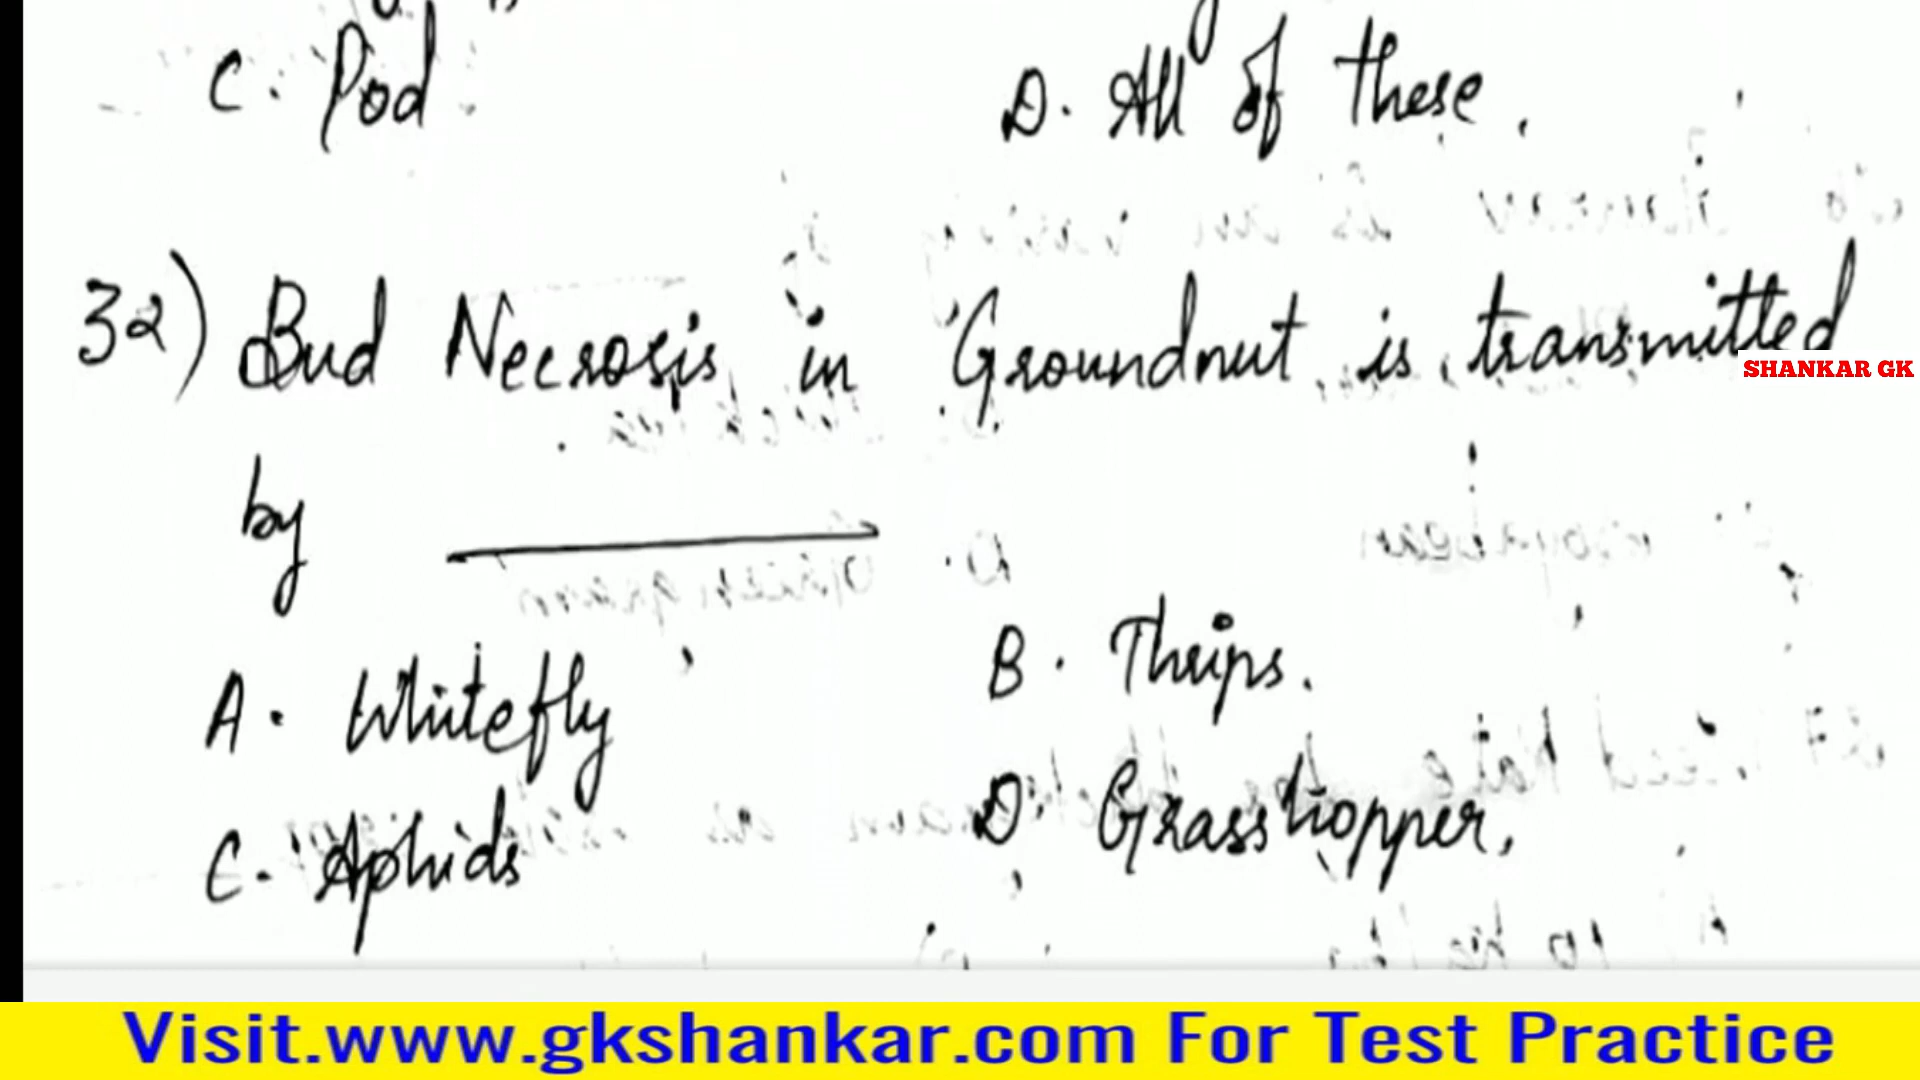 C. Pod
D. All of these.
32) Bud Necrosis in Groundnut is transmitted
SHANKAR GK
by
A. Whitefly
B. Thrips.
C. Aphids
D. Grasshopper.
Visit.www.gkshankar.com For Test Practice